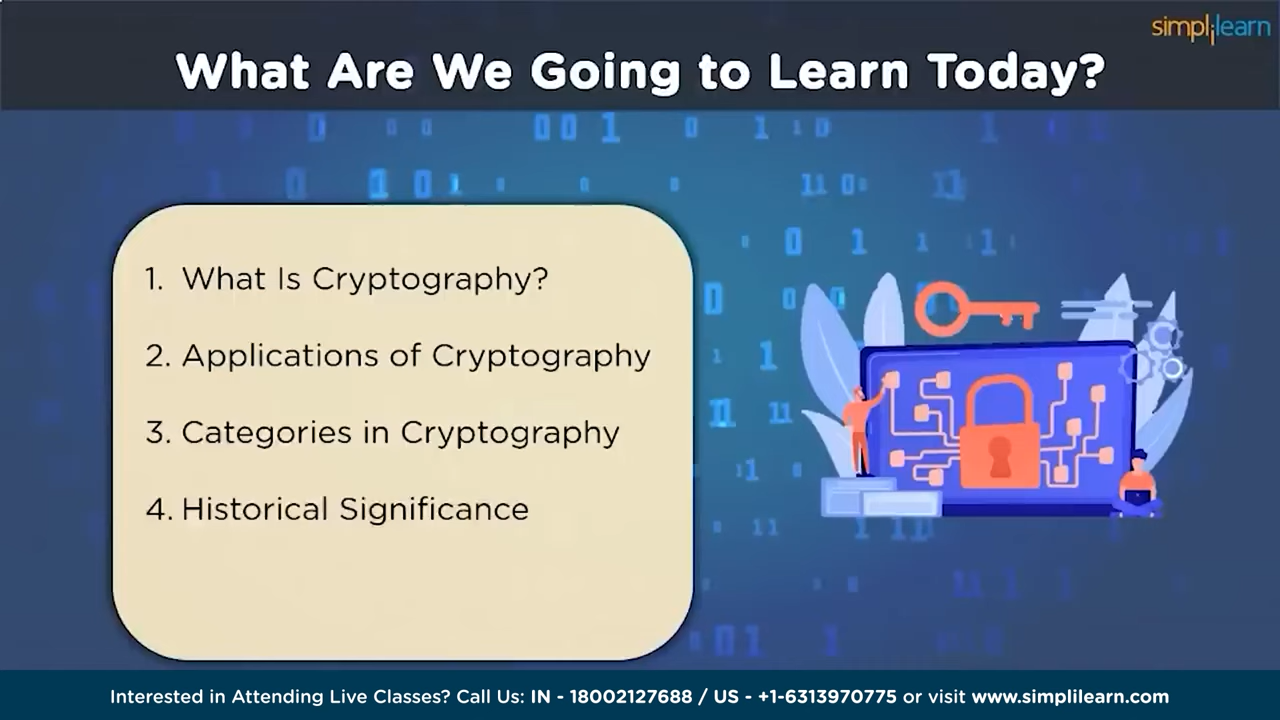 simplilearn
What Are We Going to Learn Today?
1. What Is Cryptography?
2. Applications of Cryptography
3. Categories in Cryptography
4. Historical Significance
Interested in Attending Live Classes? Call Us: IN - 18002127688 / US - +1-6313970775 or visit www.simplilearn.com